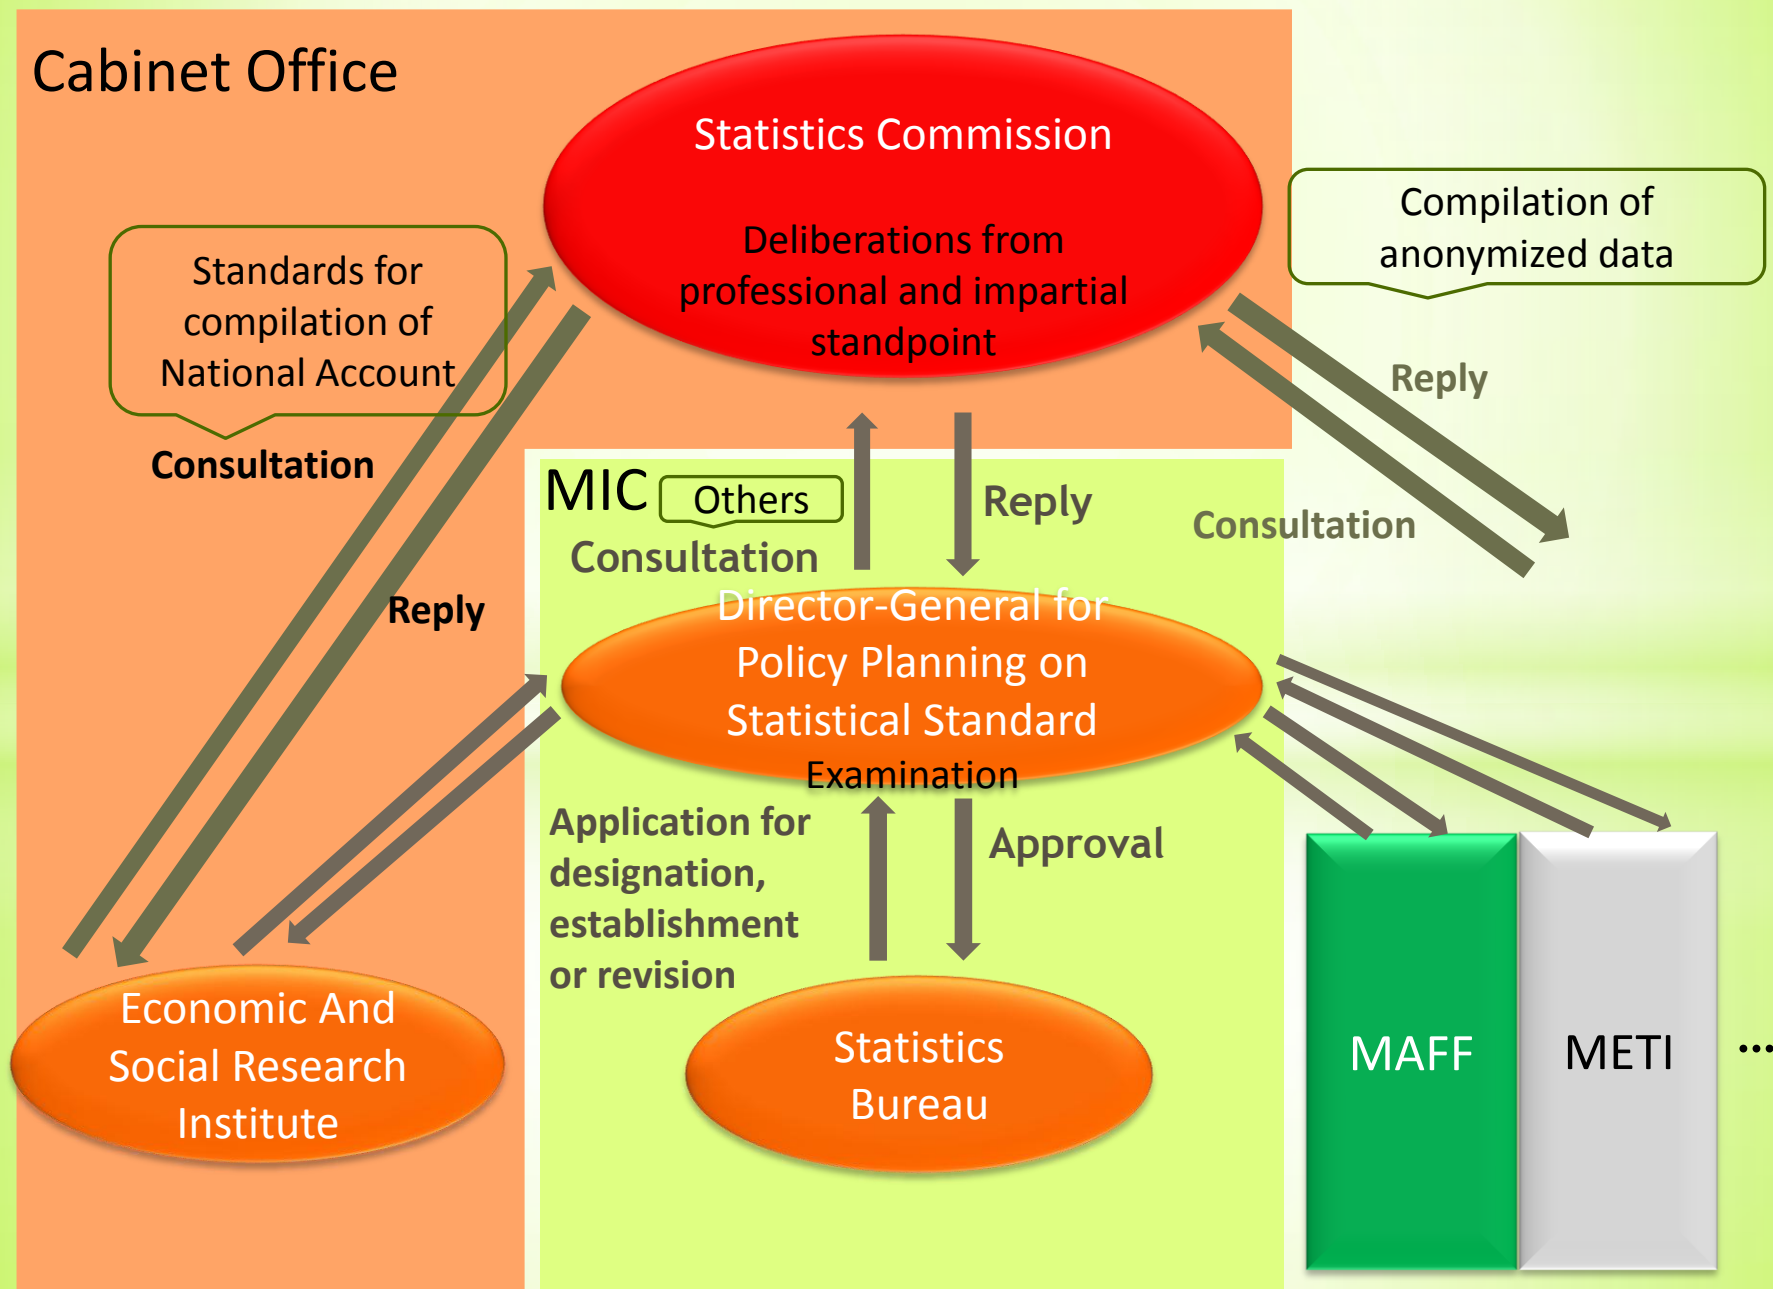 Cabinet Office
Statistics Commission
Deliberations from
professional and impartial
standpoint
Compilation of
anonymized data
Standards for
compilation of
National Account
Consultation
Reply
Reply
Consultation
MIC
Others
Consultation
Reply
Director-General for
Policy Planning on
Statistical Standard
Examination
Application for
designation,
establishment
or revision
Approval
Economic And
Social Research
Institute
Statistics
Bureau
MAFF
METI
...